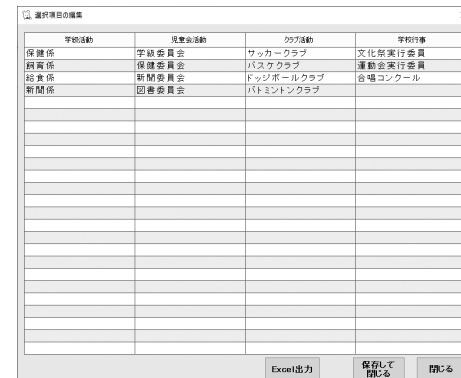 選択項目の編集
学級活動 児童会活動 クラブ活動 学校行事
保健係 学級委員会 サッカークラブ 文化祭実行委員
飼育係 保健委員会 バスケクラブ 運動会実行委員
給食係 新聞委員会 ドッジボールクラブ 合唱コンクール
新聞係 図書委員会 バトミントンクラブ
Excel出力 保存して 閉じる
閉じる